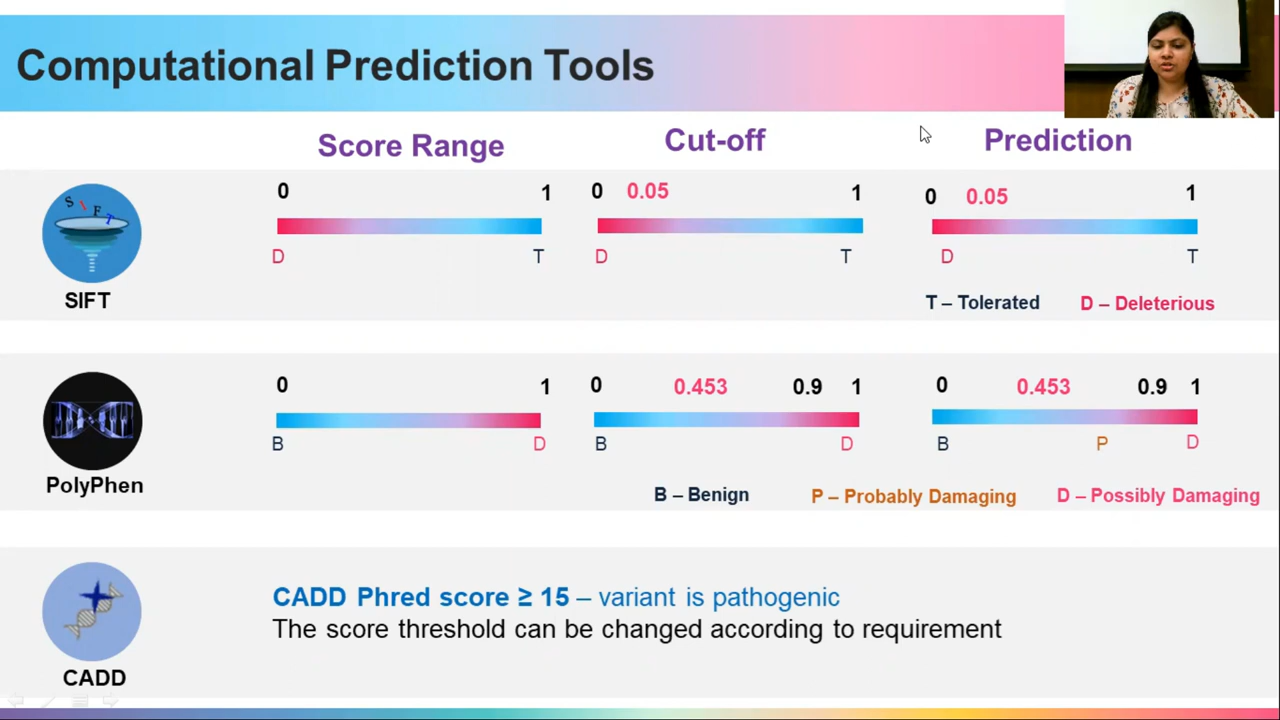 Computational Prediction Tools
Score Range Cut-off Prediction
0 1 0 0.05 1 0 0.05 1
D T D T D T
S I F T
SIFT
T – Tolerated D – Deleterious
0 1 0 0.453 0.9 1 0 0.453 0.9 1
B D B D B P D
PolyPhen
B – Benign P – Probably Damaging D – Possibly Damaging
CADD Phred score ≥ 15 – variant is pathogenic
The score threshold can be changed according to requirement
CADD